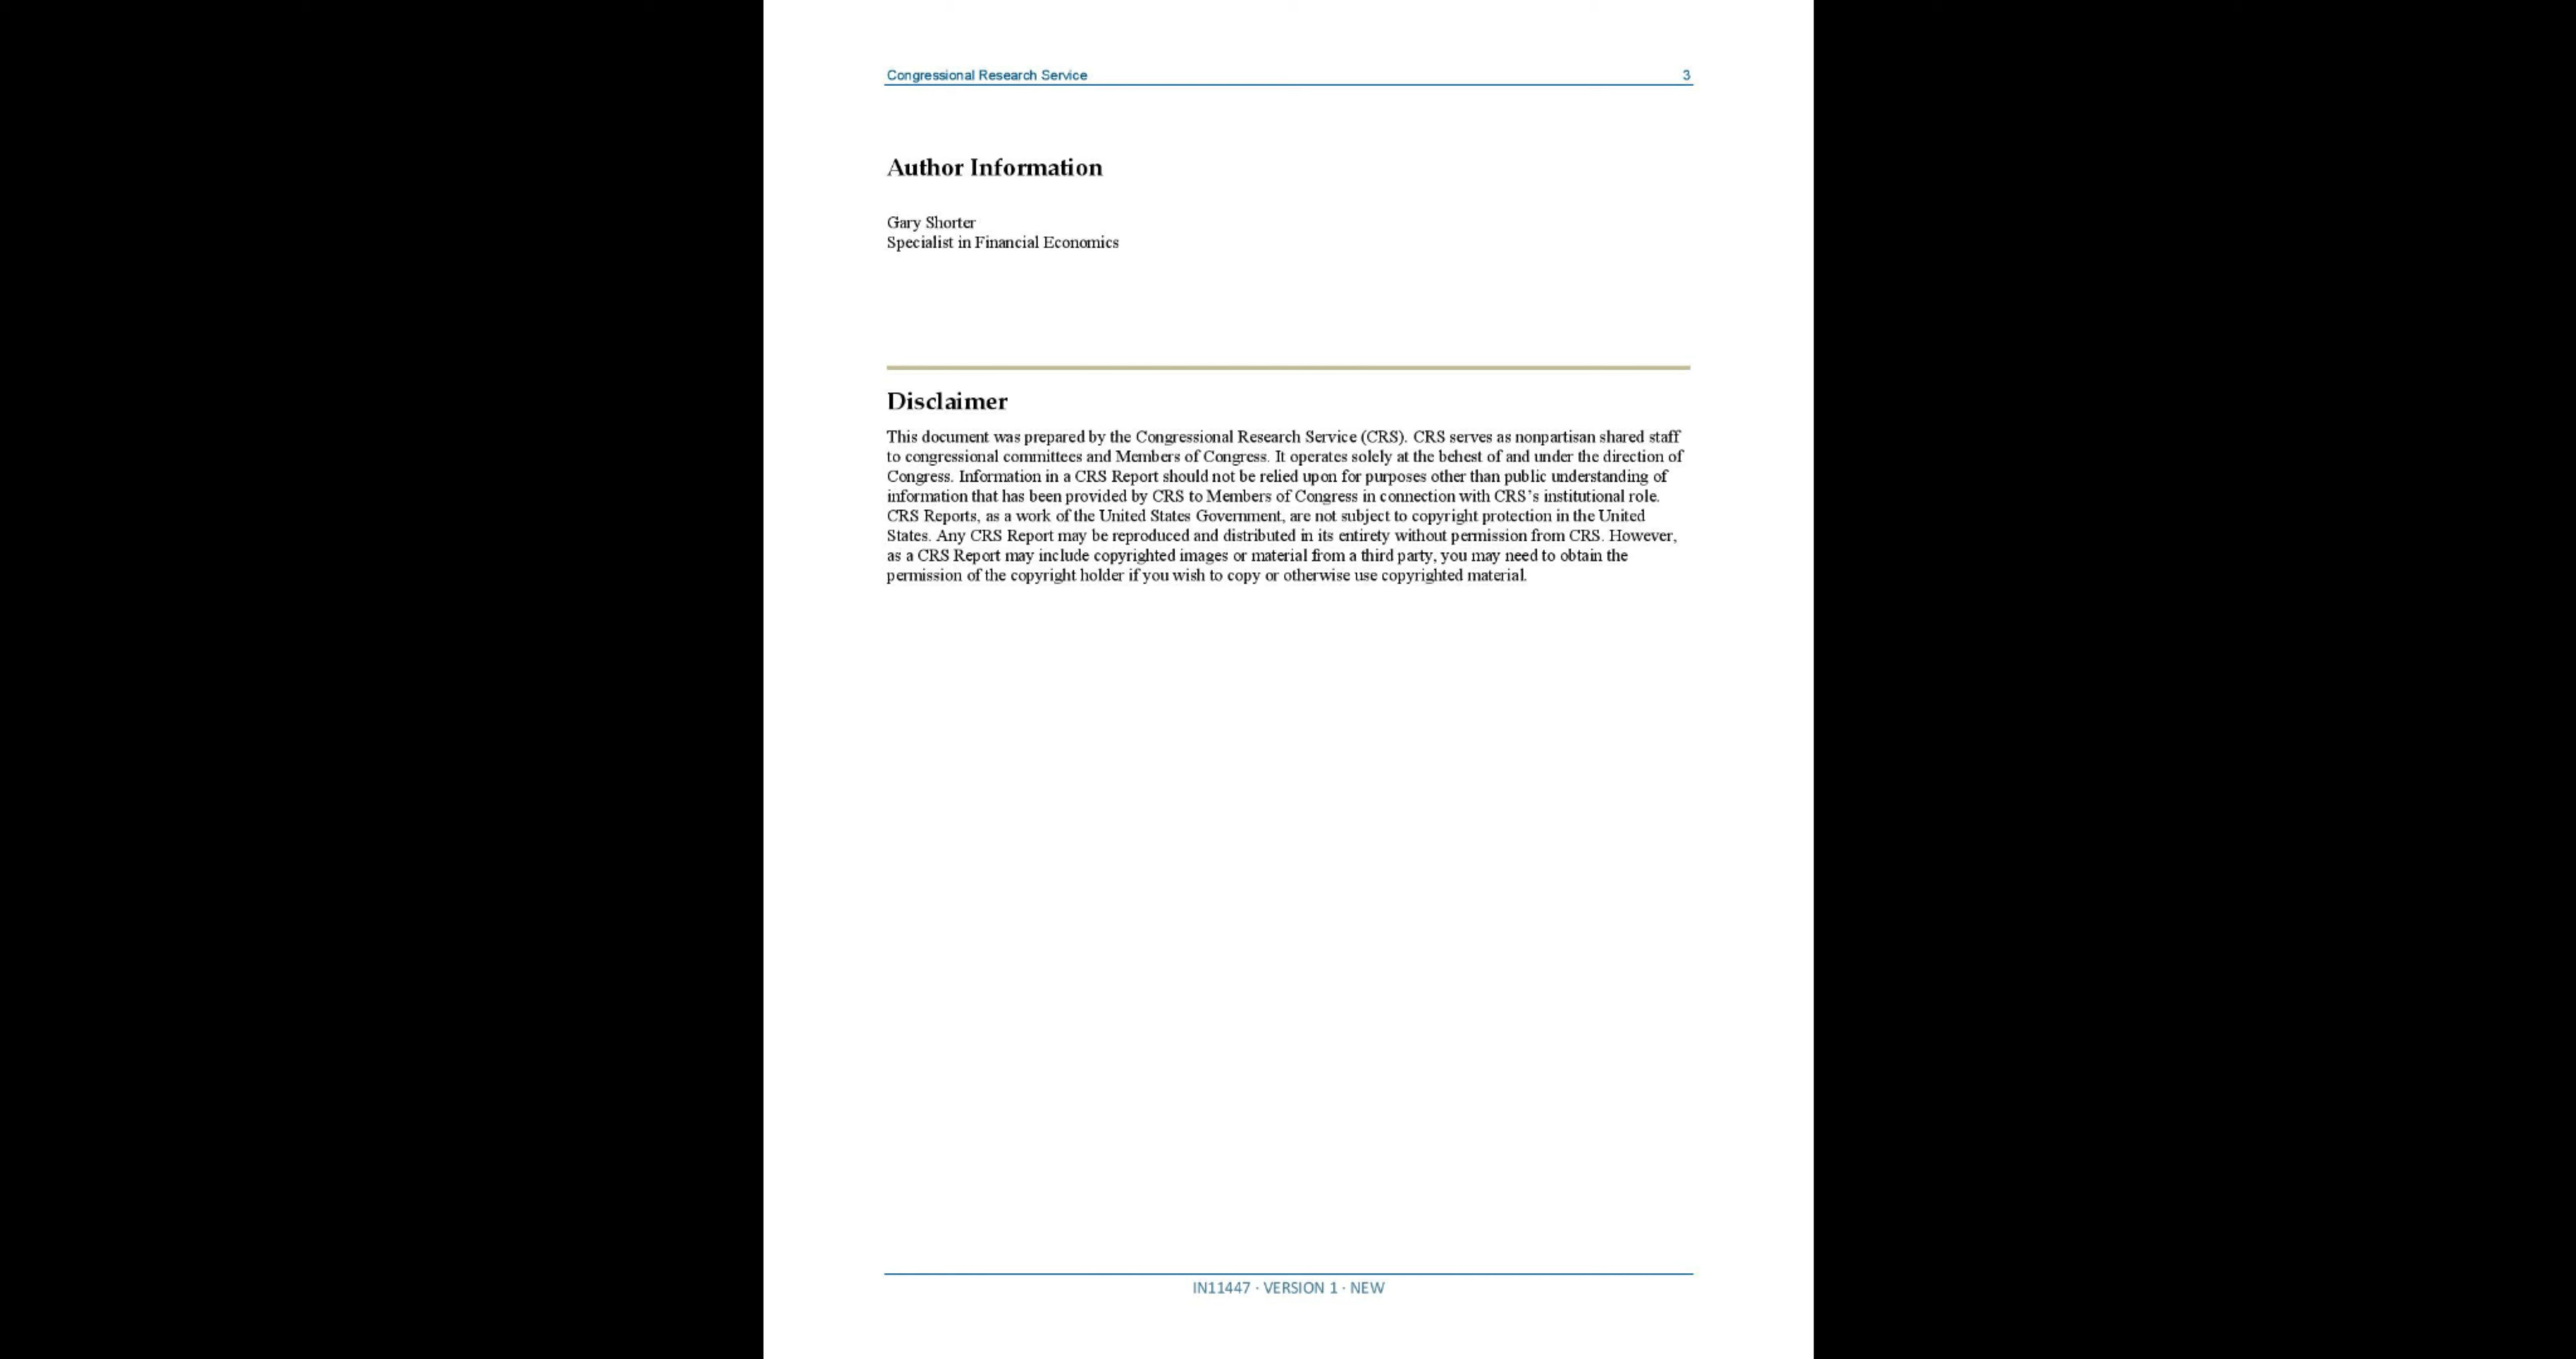 Congressional Research Service 3
Author Information
Gary Shorter
Specialist in Financial Economics
Disclaimer
This document was prepared by the Congressional Research Service (CRS). CRS serves as nonpartisan shared staff
to congressional committees and Members of Congress. It operates solely at the behest of and under the direction of
Congress. Information in a CRS Report should not be relied upon for purposes other than public understanding of
information that has been provided by CRS to Members of Congress in connection with CRS's institutional role.
CRS Reports, as a work of the United States Government, are not subject to copyright protection in the United
States. Any CRS Report may be reproduced and distributed in its entirety without permission from CRS. However,
as a CRS Report may include copyrighted images or material from a third party, you may need to obtain the
permission of the copyright holder if you wish to copy or otherwise use copyrighted material.
IN11447 · VERSION 1 · NEW